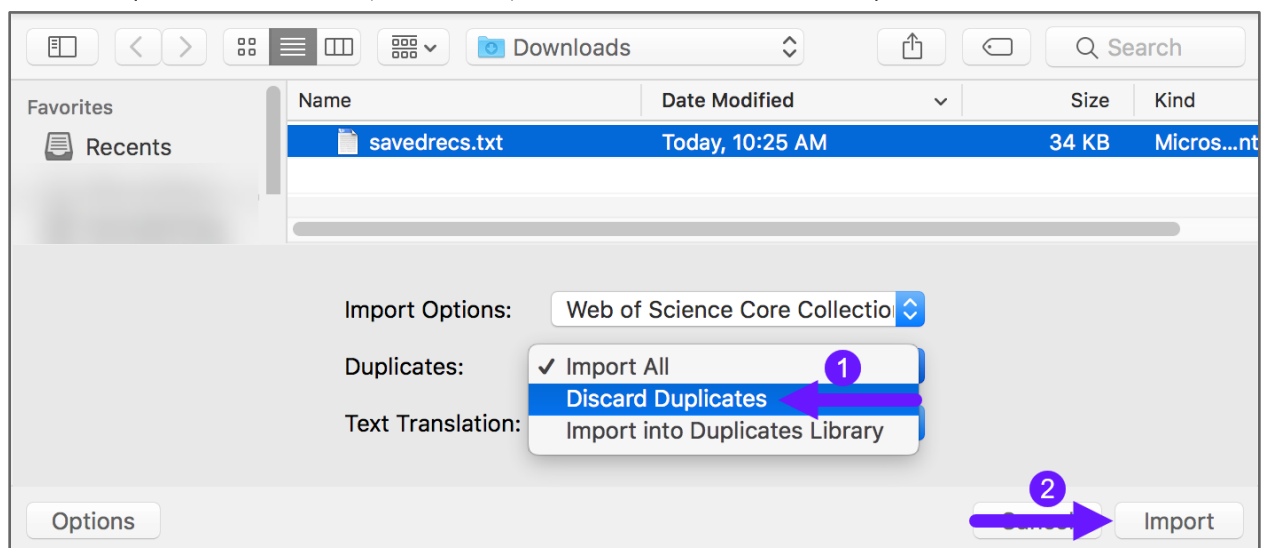 Downloads
Search
Favorites
Name Date Modified Size Kind
Recents
savedrecs.txt Today, 10:25 AM 34 KB Micros...nt
Import Options: Web of Science Core Collectio
Duplicates: ✓ Import All 1
Discard Duplicates
Text Translation: Import into Duplicates Library
2
Options Import